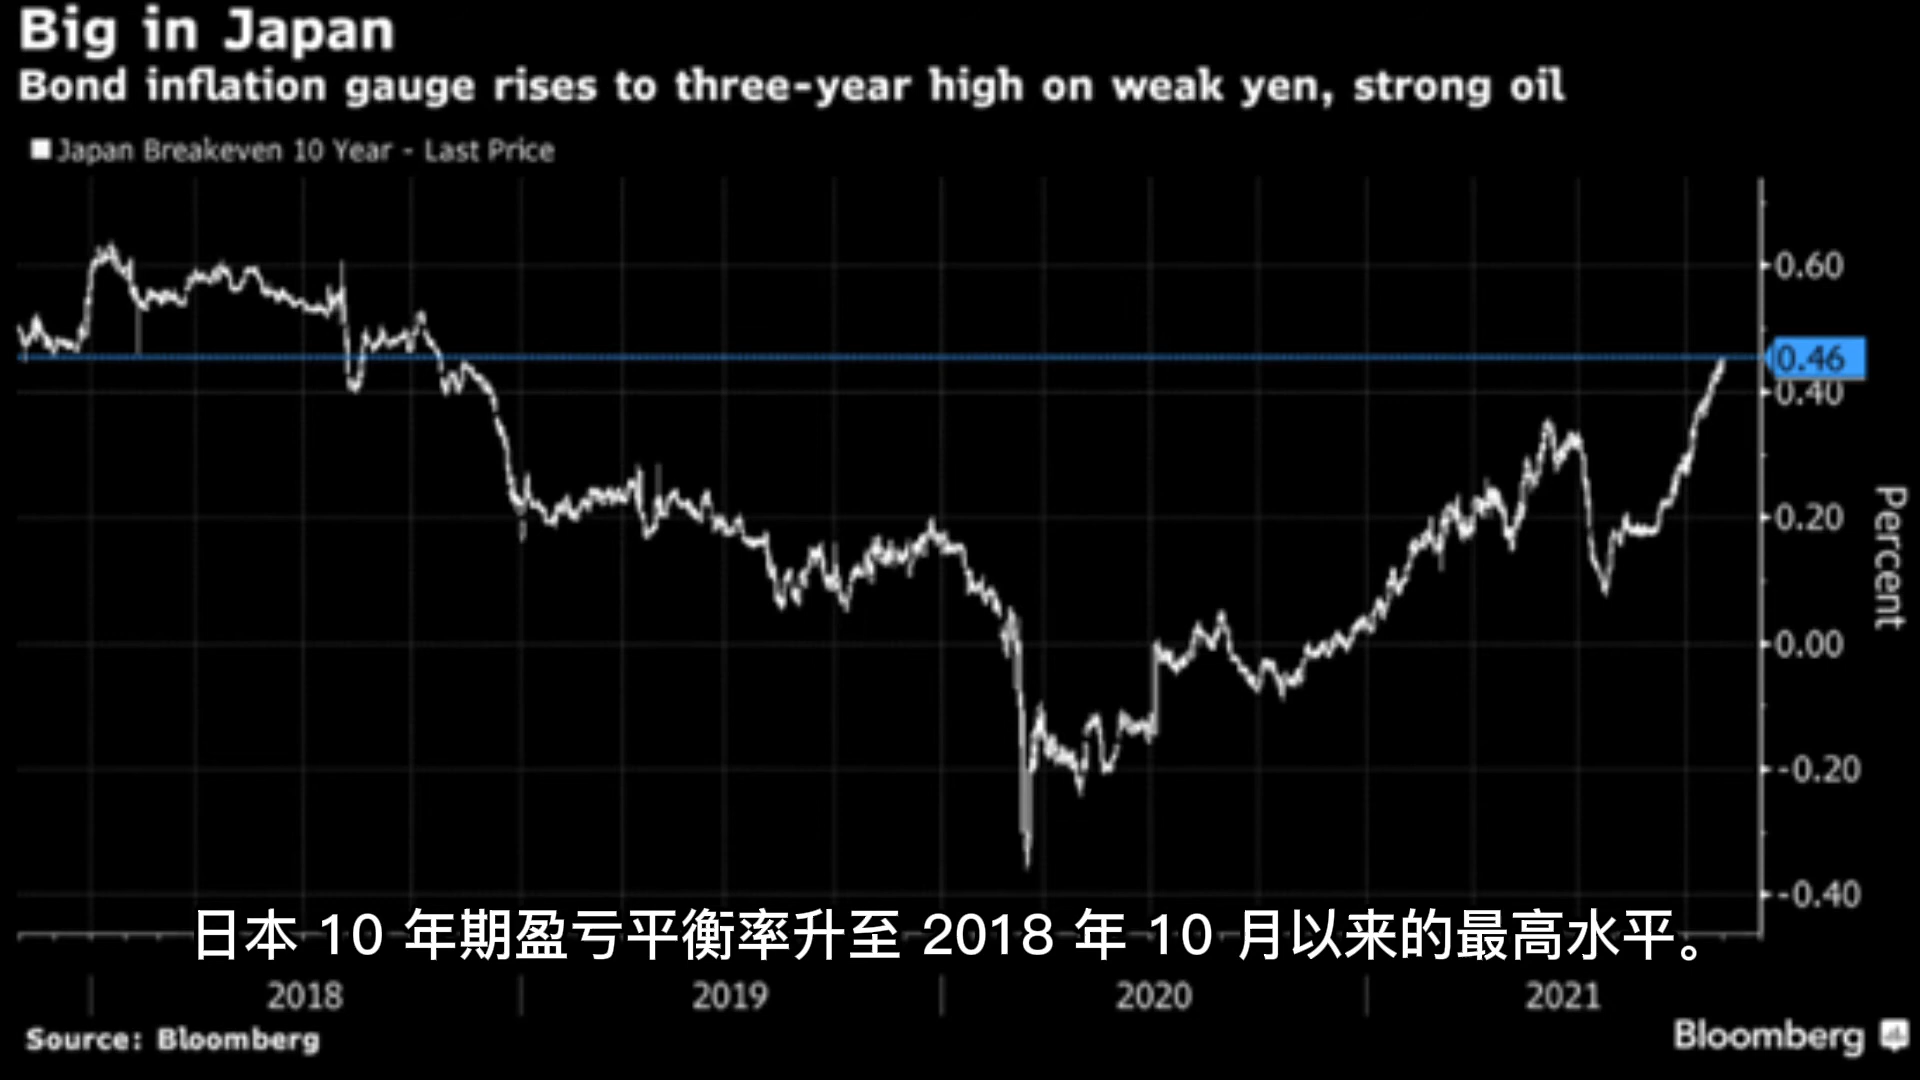 Big in Japan
Bond inflation gauge rises to three-year high on weak yen, strong oil
Japan Breakeven 10 Year - Last Price
0.60
0.46
0.40
0.20
0.00
-0.20
-0.40
Percent
日本 10 年期盈亏平衡率升至 2018 年 10 月以来的最高水平。
2018 2019 2020 2021
Source: Bloomberg
Bloomberg